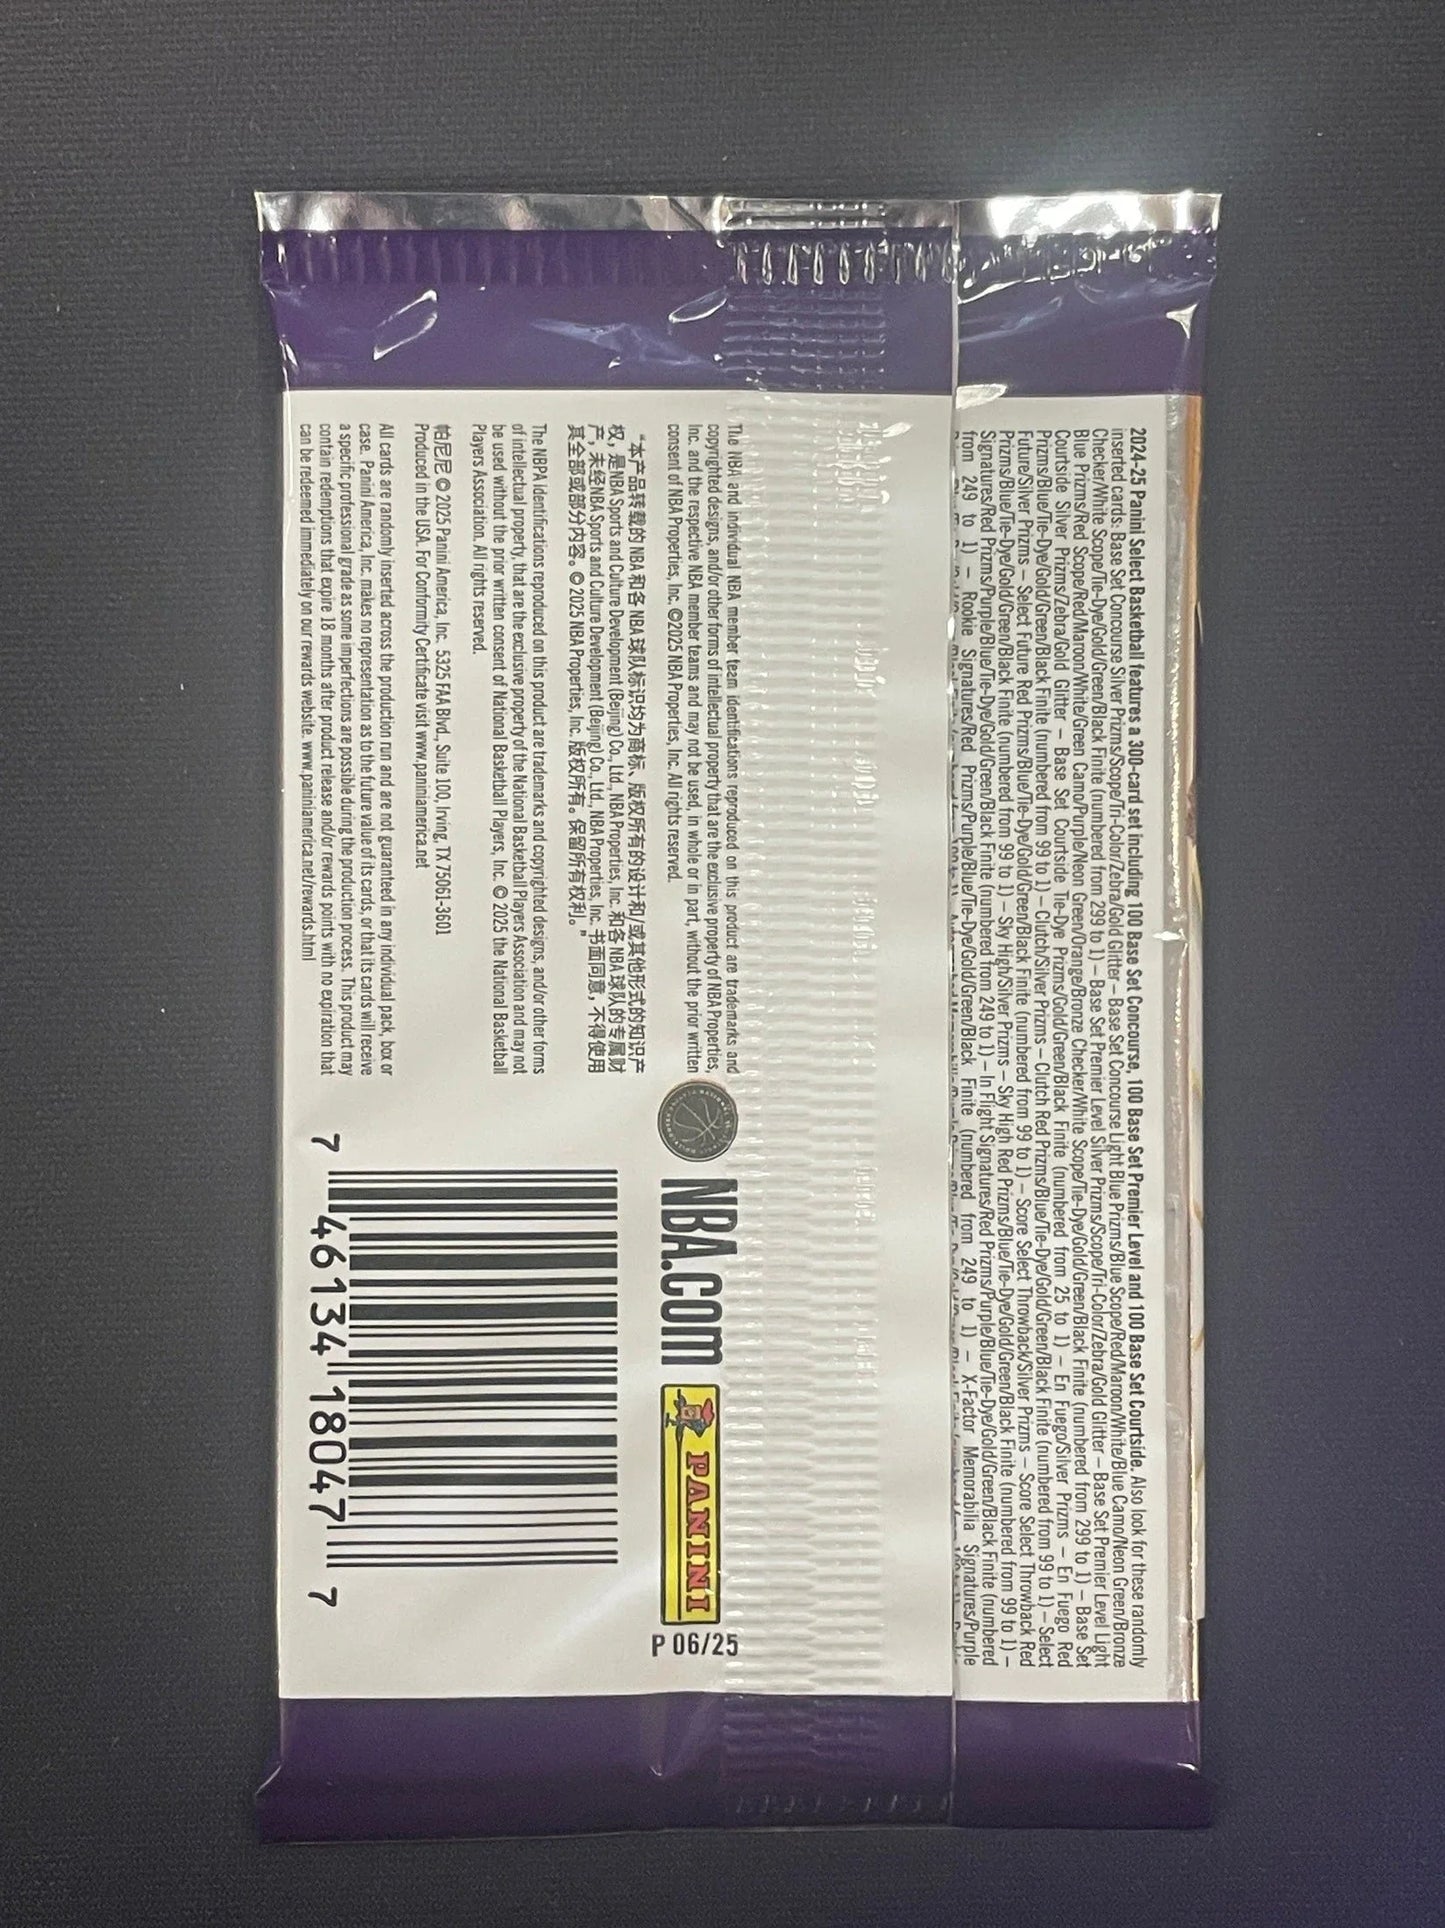 2024-25 Panini Select Basketball features a 300-card set including 100 Base Set Concourse, 100 Base Set Premier Level and 100 Base Set Courtside. Also look for these randomly
inserted cards: Base Set Concourse Silver Prizms/Scope/Tri-Color/Zebra/Gold Glitter – Base Set Concourse Light Blue Prizms/Blue Scope/Red/Maroon/White/Blue Camo/Neon Green/Bronze
Checker/White Scope/Tie-Dye/Gold/Green/Black Finite (numbered from 299 to 1) – Base Set Premier Level Silver Prizms/Scope/Tri-Color/Zebra/Gold Glitter – Base Set Premier Level Light
Blue Prizms/Red Scope/Red/Maroon/White/Green Camo/Purple/Neon Green/Orange/Bronze Checker/White Scope/Tie-Dye/Gold/Green/Black Finite (numbered from 299 to 1) – Base Set
Courtside Silver Prizms/Zebra/Gold Glitter – Base Set Courtside Tie-Dye Prizms/Gold/Green/Black Finite (numbered from 25 to 1) – En Fuego/Silver Prizms – En Fuego Red
Prizms/Blue/Tie-Dye/Gold/Green/Black Finite (numbered from 99 to 1) – Clutch/Silver Prizms – Clutch Red Prizms/Blue/Tie-Dye/Gold/Green/Black Finite (numbered from 99 to 1) – Select
Future/Silver Prizms – Select Future Red Prizms/Blue/Tie-Dye/Gold/Green/Black Finite (numbered from 99 to 1) – Score Select Throwback/Silver Prizms – Score Select Throwback Red
Prizms/Blue/Tie-Dye/Gold/Green/Black Finite (numbered from 99 to 1) – Sky High/Silver Prizms – Sky High Red Prizms/Blue/Tie-Dye/Gold/Green/Black Finite (numbered from 99 to 1) –
Signatures/Red Prizms/Purple/Blue/Tie-Dye/Gold/Green/Black Finite (numbered from 249 to 1) – In Flight Signatures/Red Prizms/Purple/Blue/Tie-Dye/Gold/Green/Black Finite (numbered
from 249 to 1) – Rookie Signatures/Red Prizms/Purple/Blue/Tie-Dye/Gold/Green/Black Finite (numbered from 249 to 1) – X-Factor Memorabilia Signatures/Purple
The NBA and individual NBA member team identifications reproduced on this product are trademarks and
copyrighted designs, and/or other forms of intellectual property that are the exclusive property of NBA Properties,
Inc. and the respective NBA member teams and may not be used, in whole or in part, without the prior written
consent of NBA Properties, Inc. ©2025 NBA Properties, Inc. All rights reserved.
“本产品转载的 NBA 和各 NBA 球队标识均为商标、版权所有的设计和/或其他形式的知识产
权，是NBA Sports and Culture Development (Beijing) Co., Ltd., NBA Properties, Inc. 和各 NBA 球队的专属财
产，未经NBA Sports and Culture Development (Beijing) Co., Ltd., NBA Properties, Inc. 书面同意，不得使用
其全部或部分内容。© 2025 NBA Properties, Inc. 版权所有。保留所有权利。”
The NBPA identifications reproduced on this product are trademarks and copyrighted designs, and/or other forms
of intellectual property, that are the exclusive property of the National Basketball Players Association and may not
be used without the prior written consent of National Basketball Players, Inc. © 2025 the National Basketball
Players Association. All rights reserved.
帕尼尼 © 2025 Panini America, Inc. 5325 FAA Blvd., Suite 100, Irving, TX 75061-3601
Produced in the USA. For Conformity Certificate visit www.paniniamerica.net
All cards are randomly inserted across the production run and are not guaranteed in any individual pack, box or
case. Panini America, Inc. makes no representation as to the future value of its cards, or that its cards will receive
a specific professional grade as some imperfections are possible during the production process. This product may
contain redemptions that expire 18 months after product release and/or rewards points with no expiration that
can be redeemed immediately on our rewards website. www.paniniamerica.net/rewards.html
NBA.com
PANINI
P 06/25
7 46134 18047 7